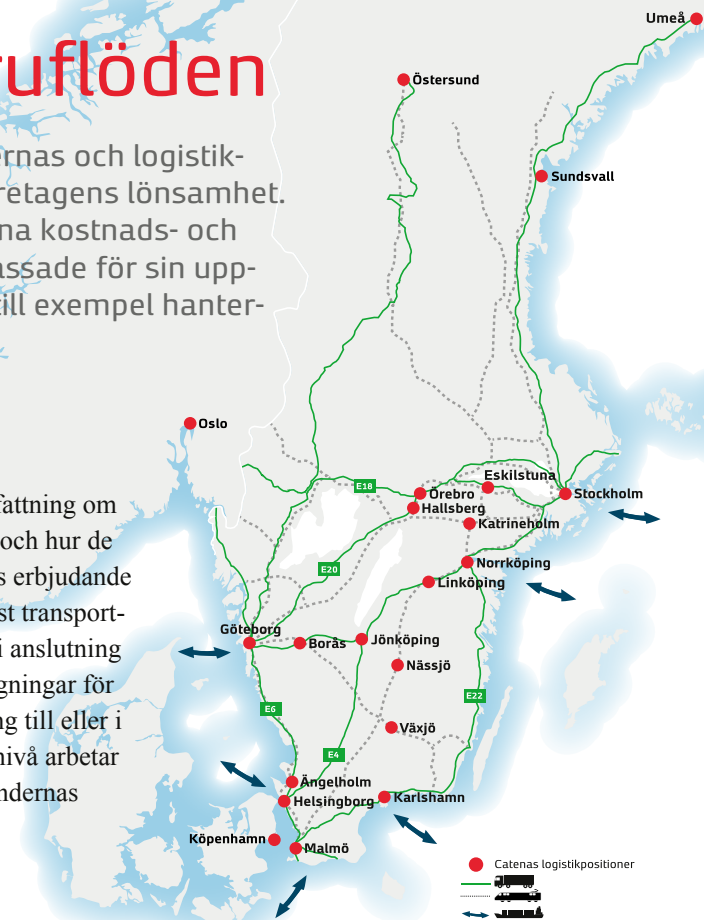 ruflöden
ernas och logistik-
retagens lönsamhet.
na kostnads- och
assade för sin upp-
till exempel hanter-
fattning om
och hur de
s erbjudande
st transport-
i anslutning
gningar för
ng till eller i
nivå arbetar
ndernas
Umeå
Östersund
Sundsvall
Oslo
Eskilstuna
E18
Örebro
Stockholm
Hallsberg
Katrineholm
Norrköping
E20
Linköping
Göteborg
Borås
Jönköping
Nässjö
E22
E6
Växjö
E4
Ängelholm
Helsingborg
Karlshamn
Köpenhamn
Malmö
Catenas logistikpositioner